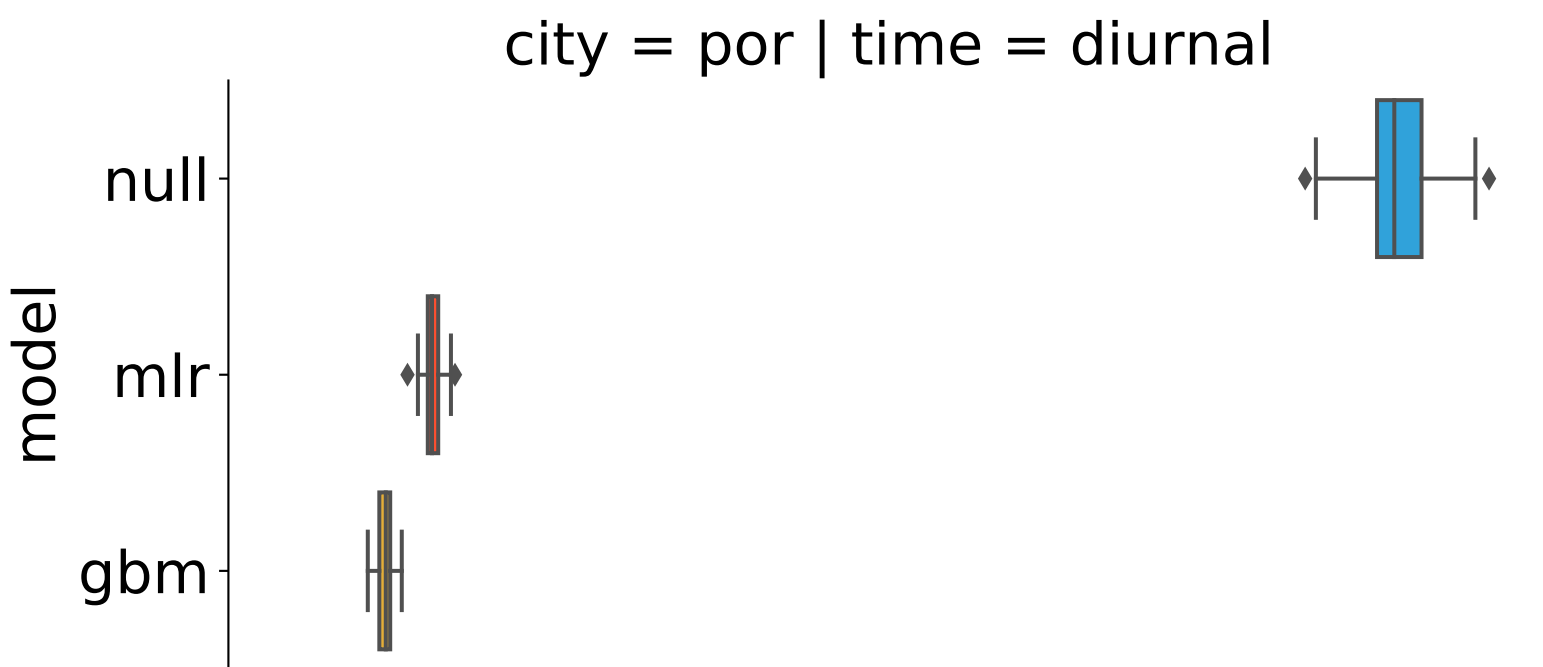 city = por | time = diurnal
null
mlr
gbm
model